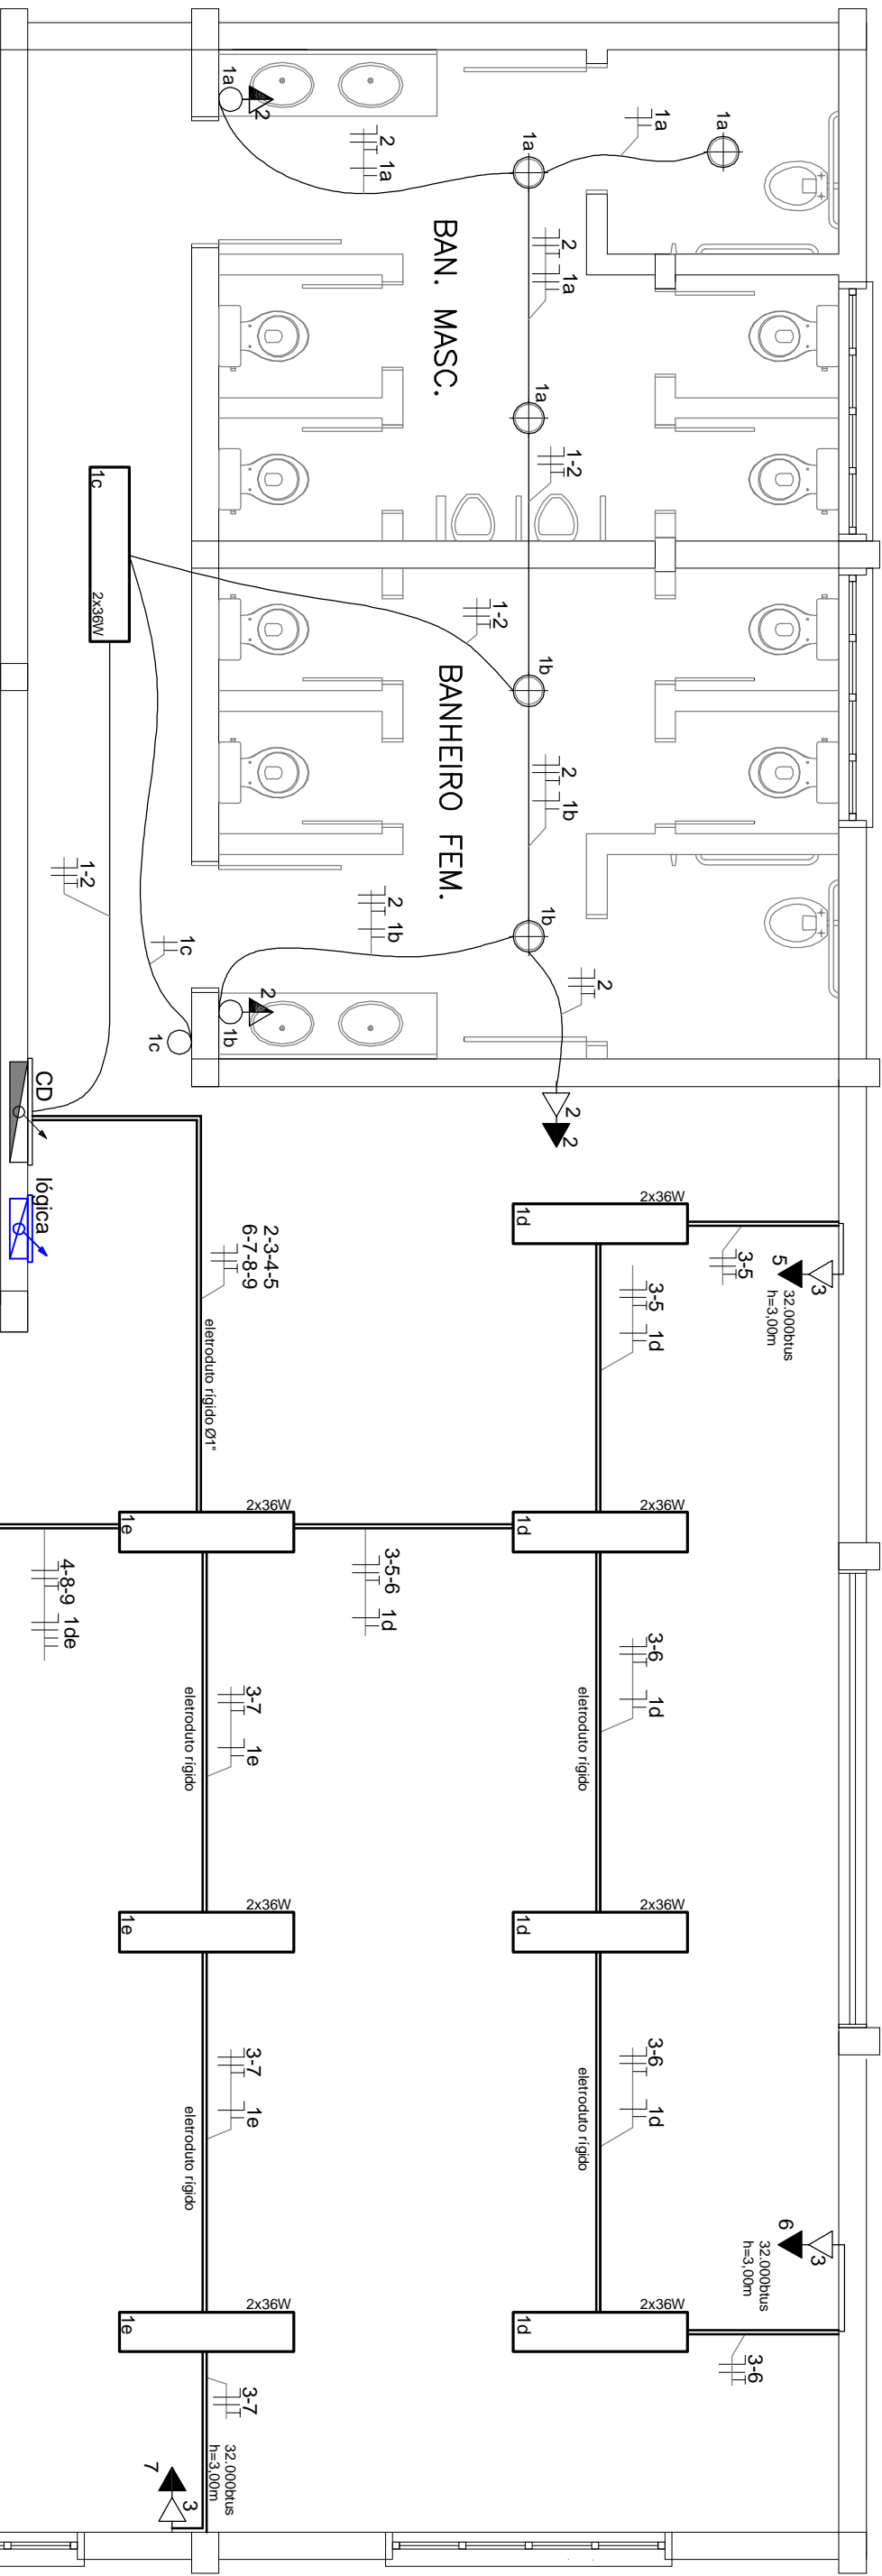 1a
2
2
1a
1a
1a
1a
2
1a
BAN. MASC.
1a
1-2
1c
2x36W
1-2
1b
BANHEIRO FEM.
2
1b
1-2
2
1b
1b
1c
2
2
1b
1c
2
2
CD
lógica
2-3-4-5
6-7-8-9
eletroduto rígido Ø1"
2x36W
1d
3-5
5
3
32.000btus
h=3,00m
3-5
1d
2x36W
1e
2x36W
1d
4-8-9
1de
3-5-6
1d
3-6
1d
3-7
1e
eletroduto rígido
eletroduto rígido
2x36W
1e
2x36W
1d
3-7
1e
eletroduto rígido
3-6
1d
eletroduto rígido
6
3
32.000btus
h=3,00m
2x36W
1e
2x36W
1d
3-6
3-7
32.000btus
h=3,00m
7
3